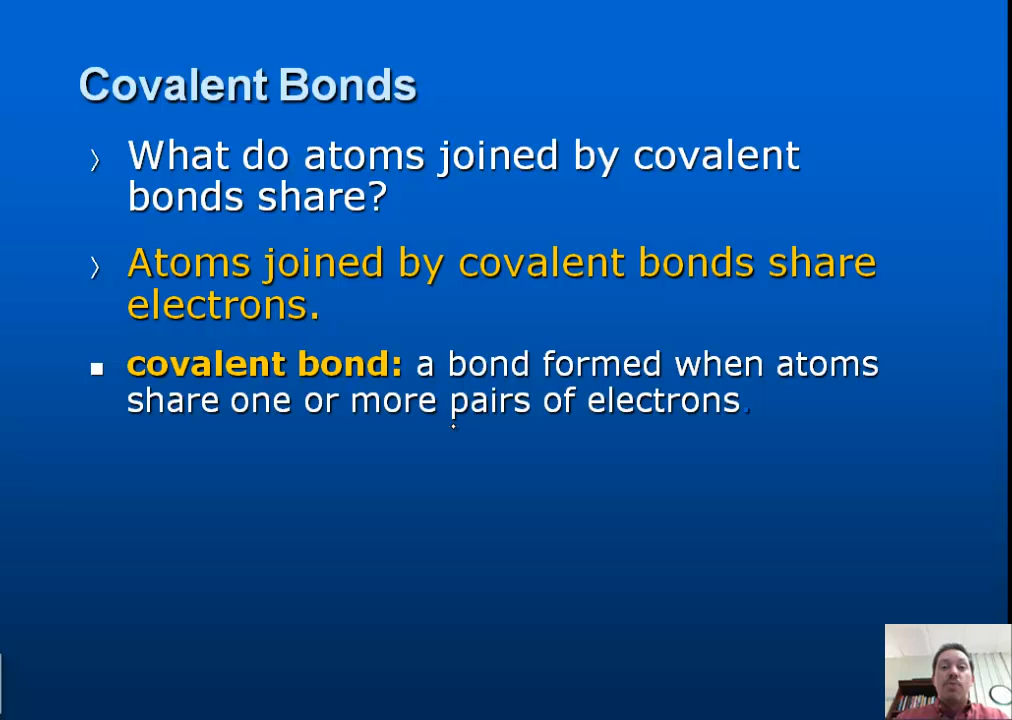 Covalent Bonds
〉 What do atoms joined by covalent
bonds share?
〉 Atoms joined by covalent bonds share
electrons.
▪ covalent bond: a bond formed when atoms
share one or more pairs of electrons.